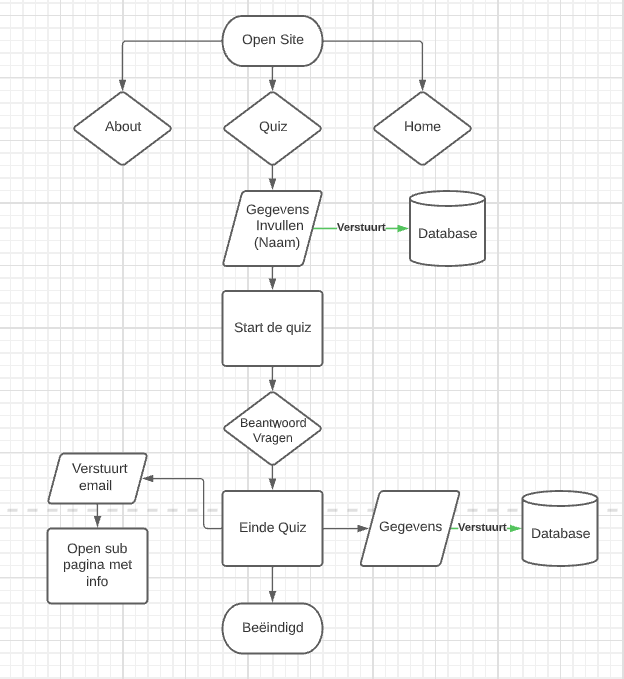 Open Site
About
Quiz
Home
Gegevens
Invullen
(Naam)
Verstuurt
Database
Start de quiz
Beantwoord
Vragen
Verstuurt
email
Einde Quiz
Gegevens
Verstuurt
Database
Open sub
pagina met
info
Beëindigd